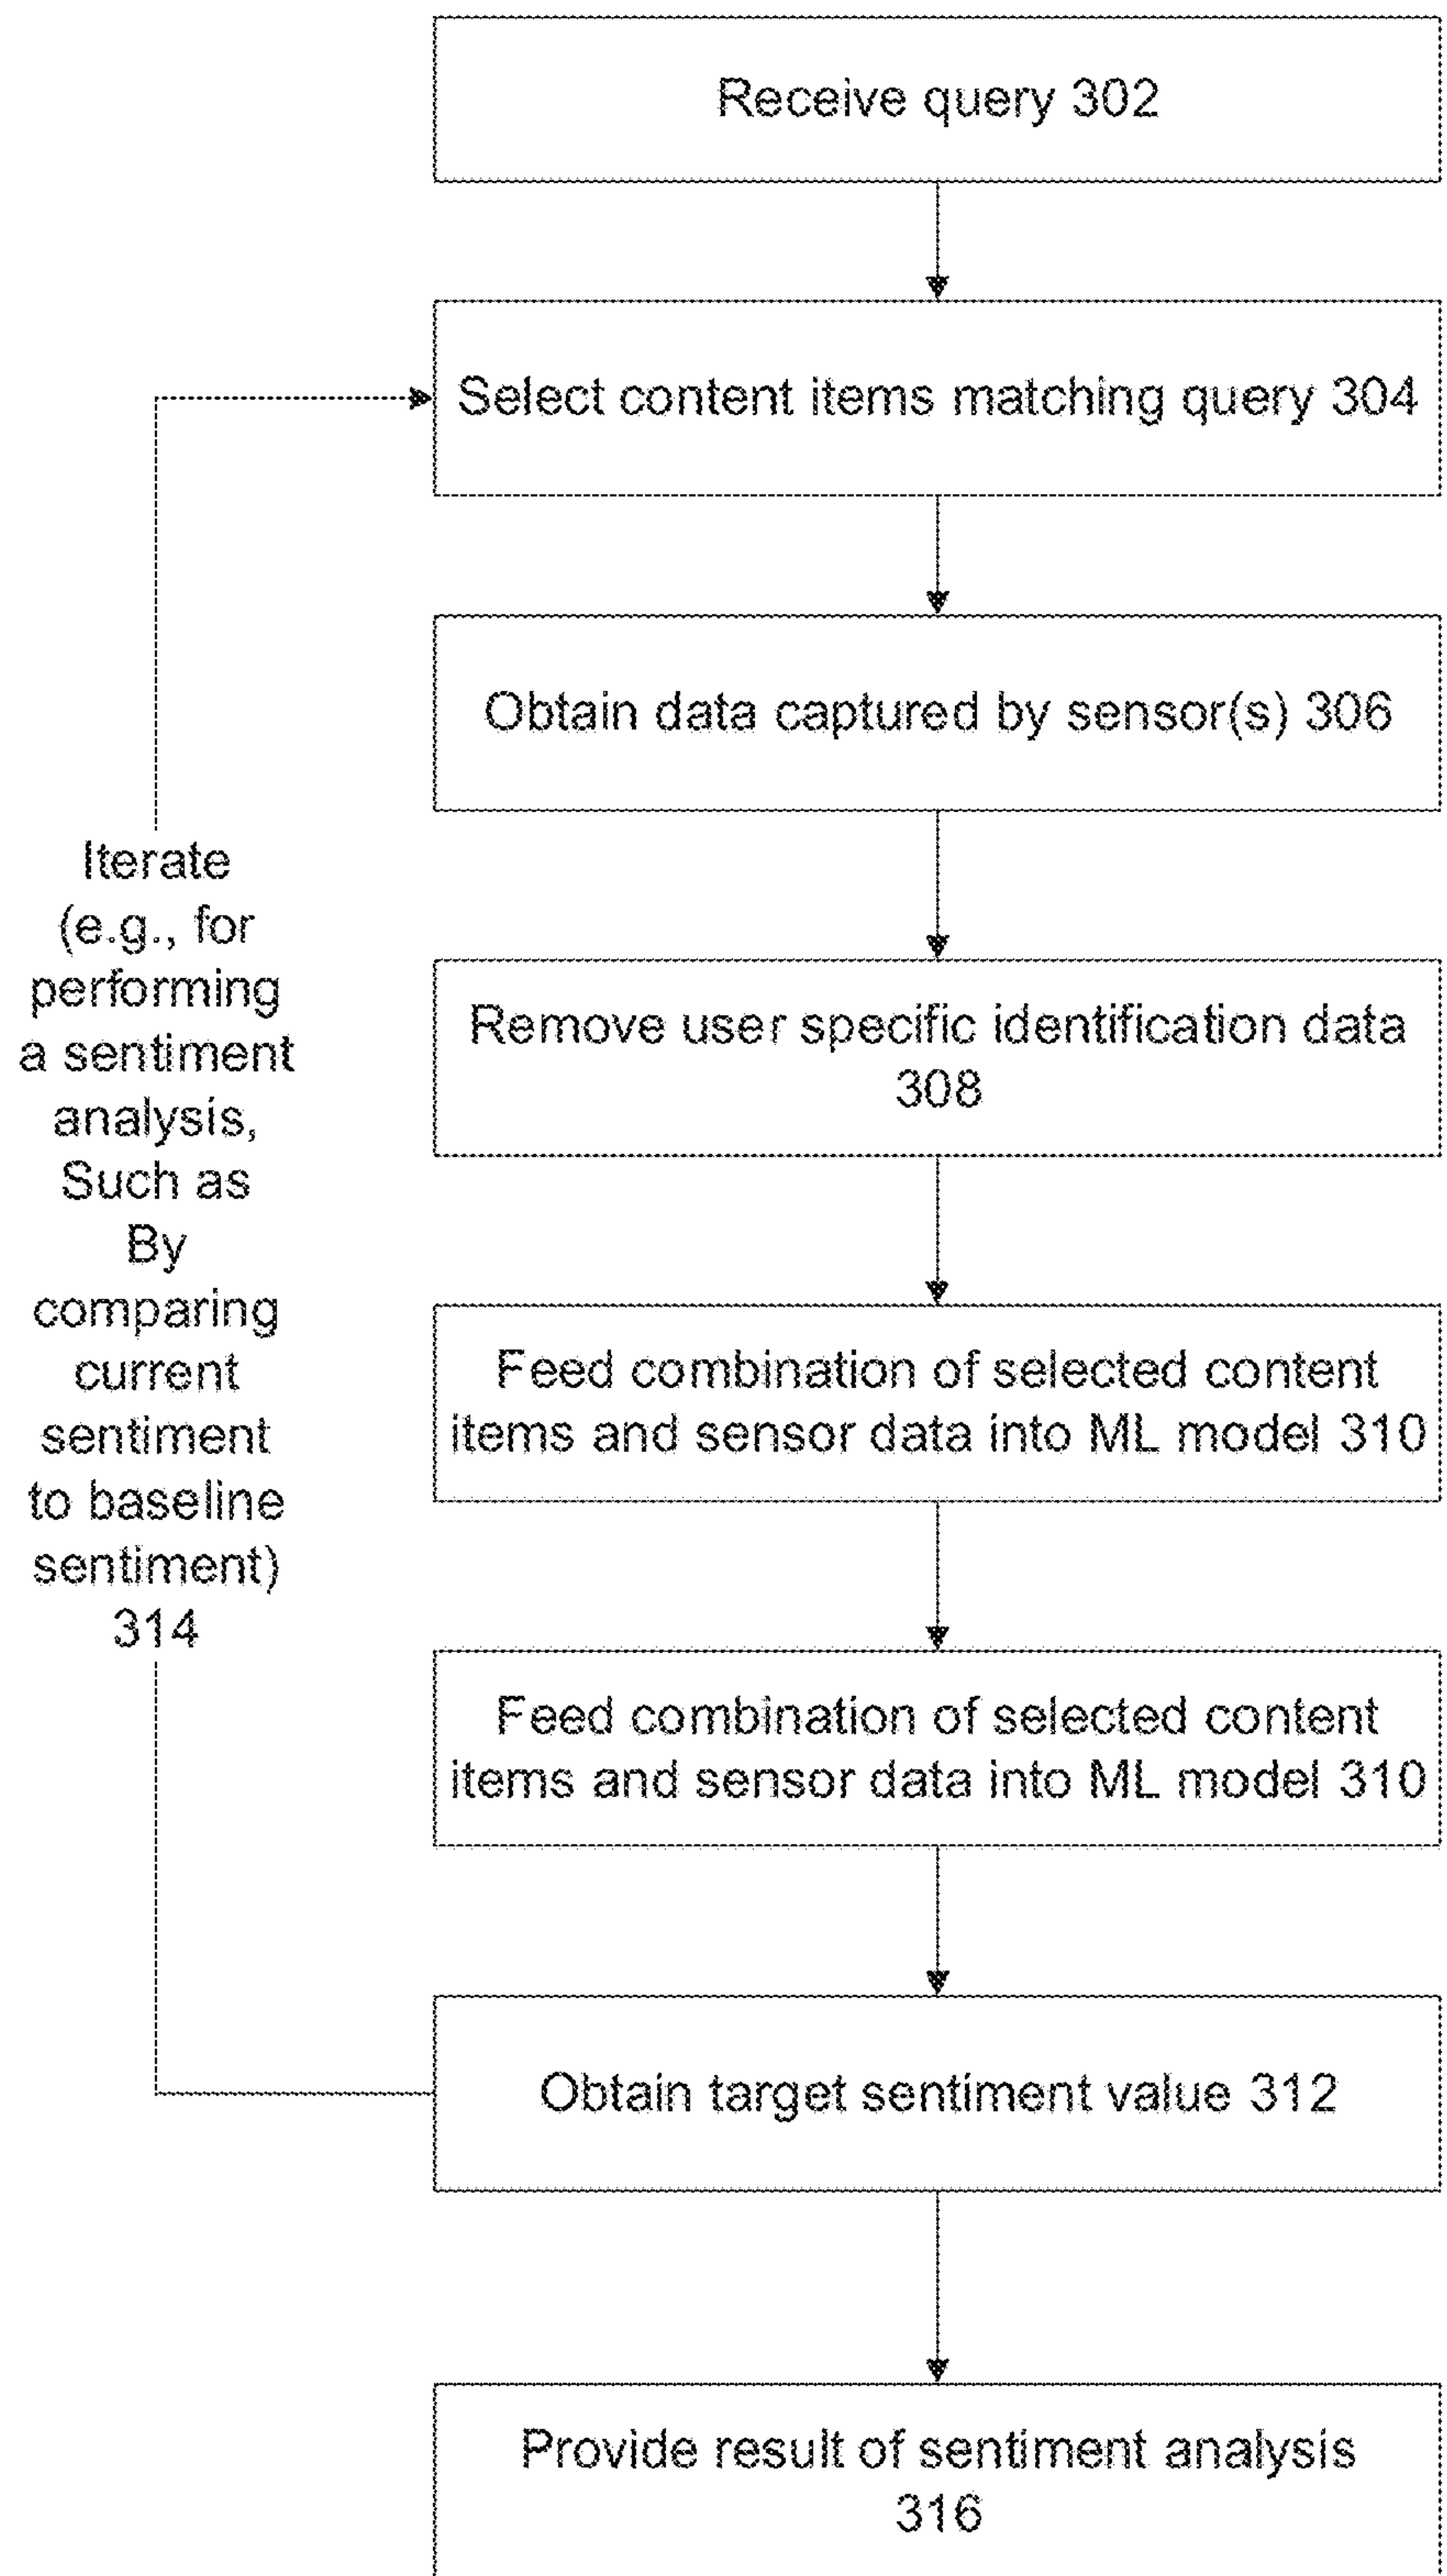 Receive query 302
Select content items matching query 304
Obtain data captured by sensor(s) 306
Remove user specific identification data
308
Feed combination of selected content
items and sensor data into ML model 310
Feed combination of selected content
items and sensor data into ML model 310
Obtain target sentiment value 312
Iterate
(e.g., for
performing
a sentiment
analysis,
Such as
By
comparing
current
sentiment
to baseline
sentiment)
314
Provide result of sentiment analysis
316